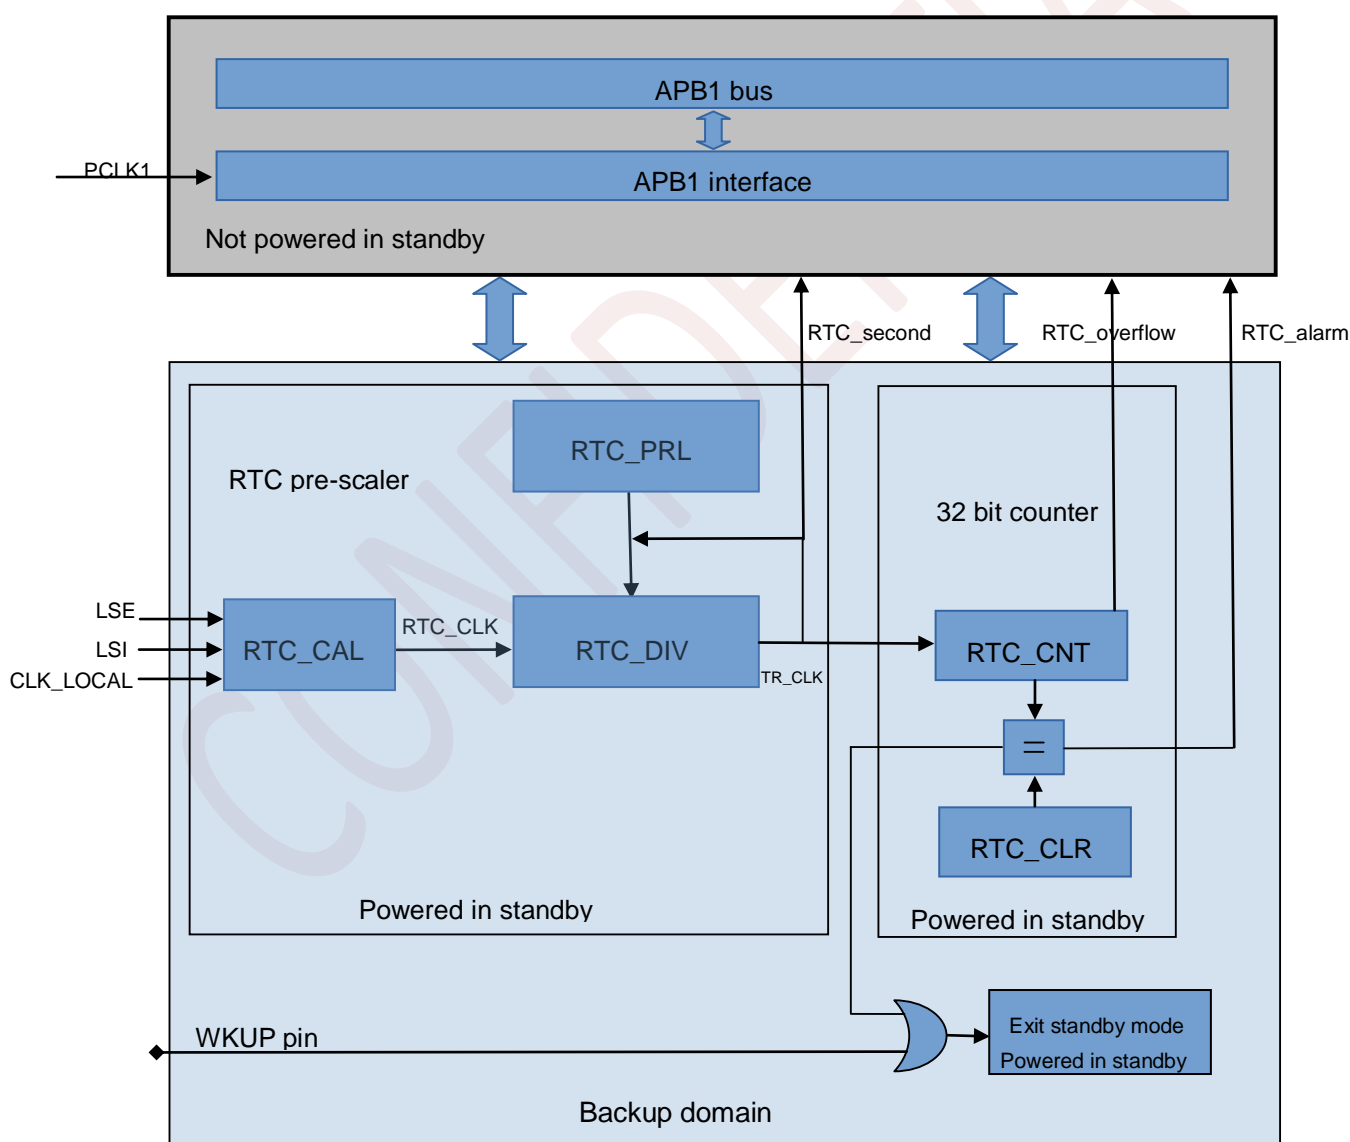 APB1 bus
PCLK1
APB1 interface
Not powered in standby
RTC_second
RTC_overflow
RTC_alarm
RTC_PRL
RTC pre-scaler
32 bit counter
LSE
LSI
CLK_LOCAL
RTC_CAL
RTC_CLK
RTC_DIV
TR_CLK
RTC_CNT
=
RTC_CLR
Powered in standby
Powered in standby
WKUP pin
Exit standby mode
Powered in standby
Backup domain
CONFIDENTIA